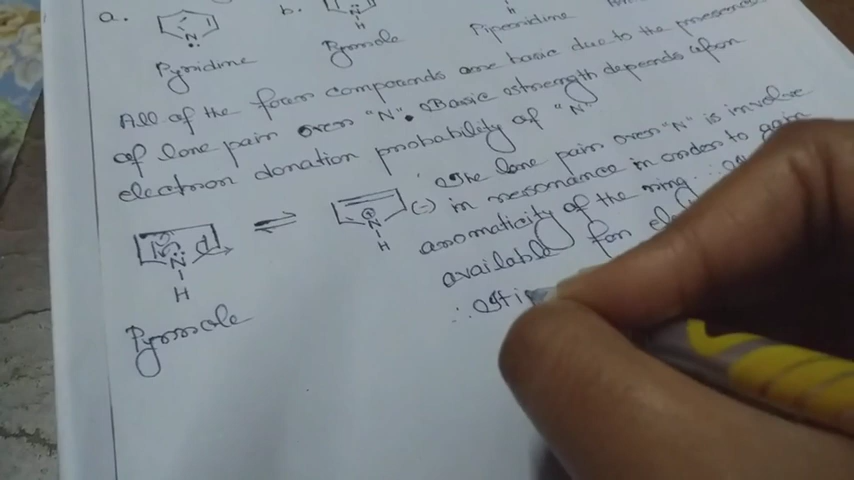 a.
b.
N
N
H
H
Pyridine
Pyrrole
Piperidine
All of the four compounds are basic due to the presence
of lone pair over "N". Basic strength depends upon
electron donation probability of "N"
The lone pair over "N" is involve
in resonance in order to gain
aromaticity of the ring ∴
available for
∴ It i
N
H
⇌
N
H
(-)
Pyrrole